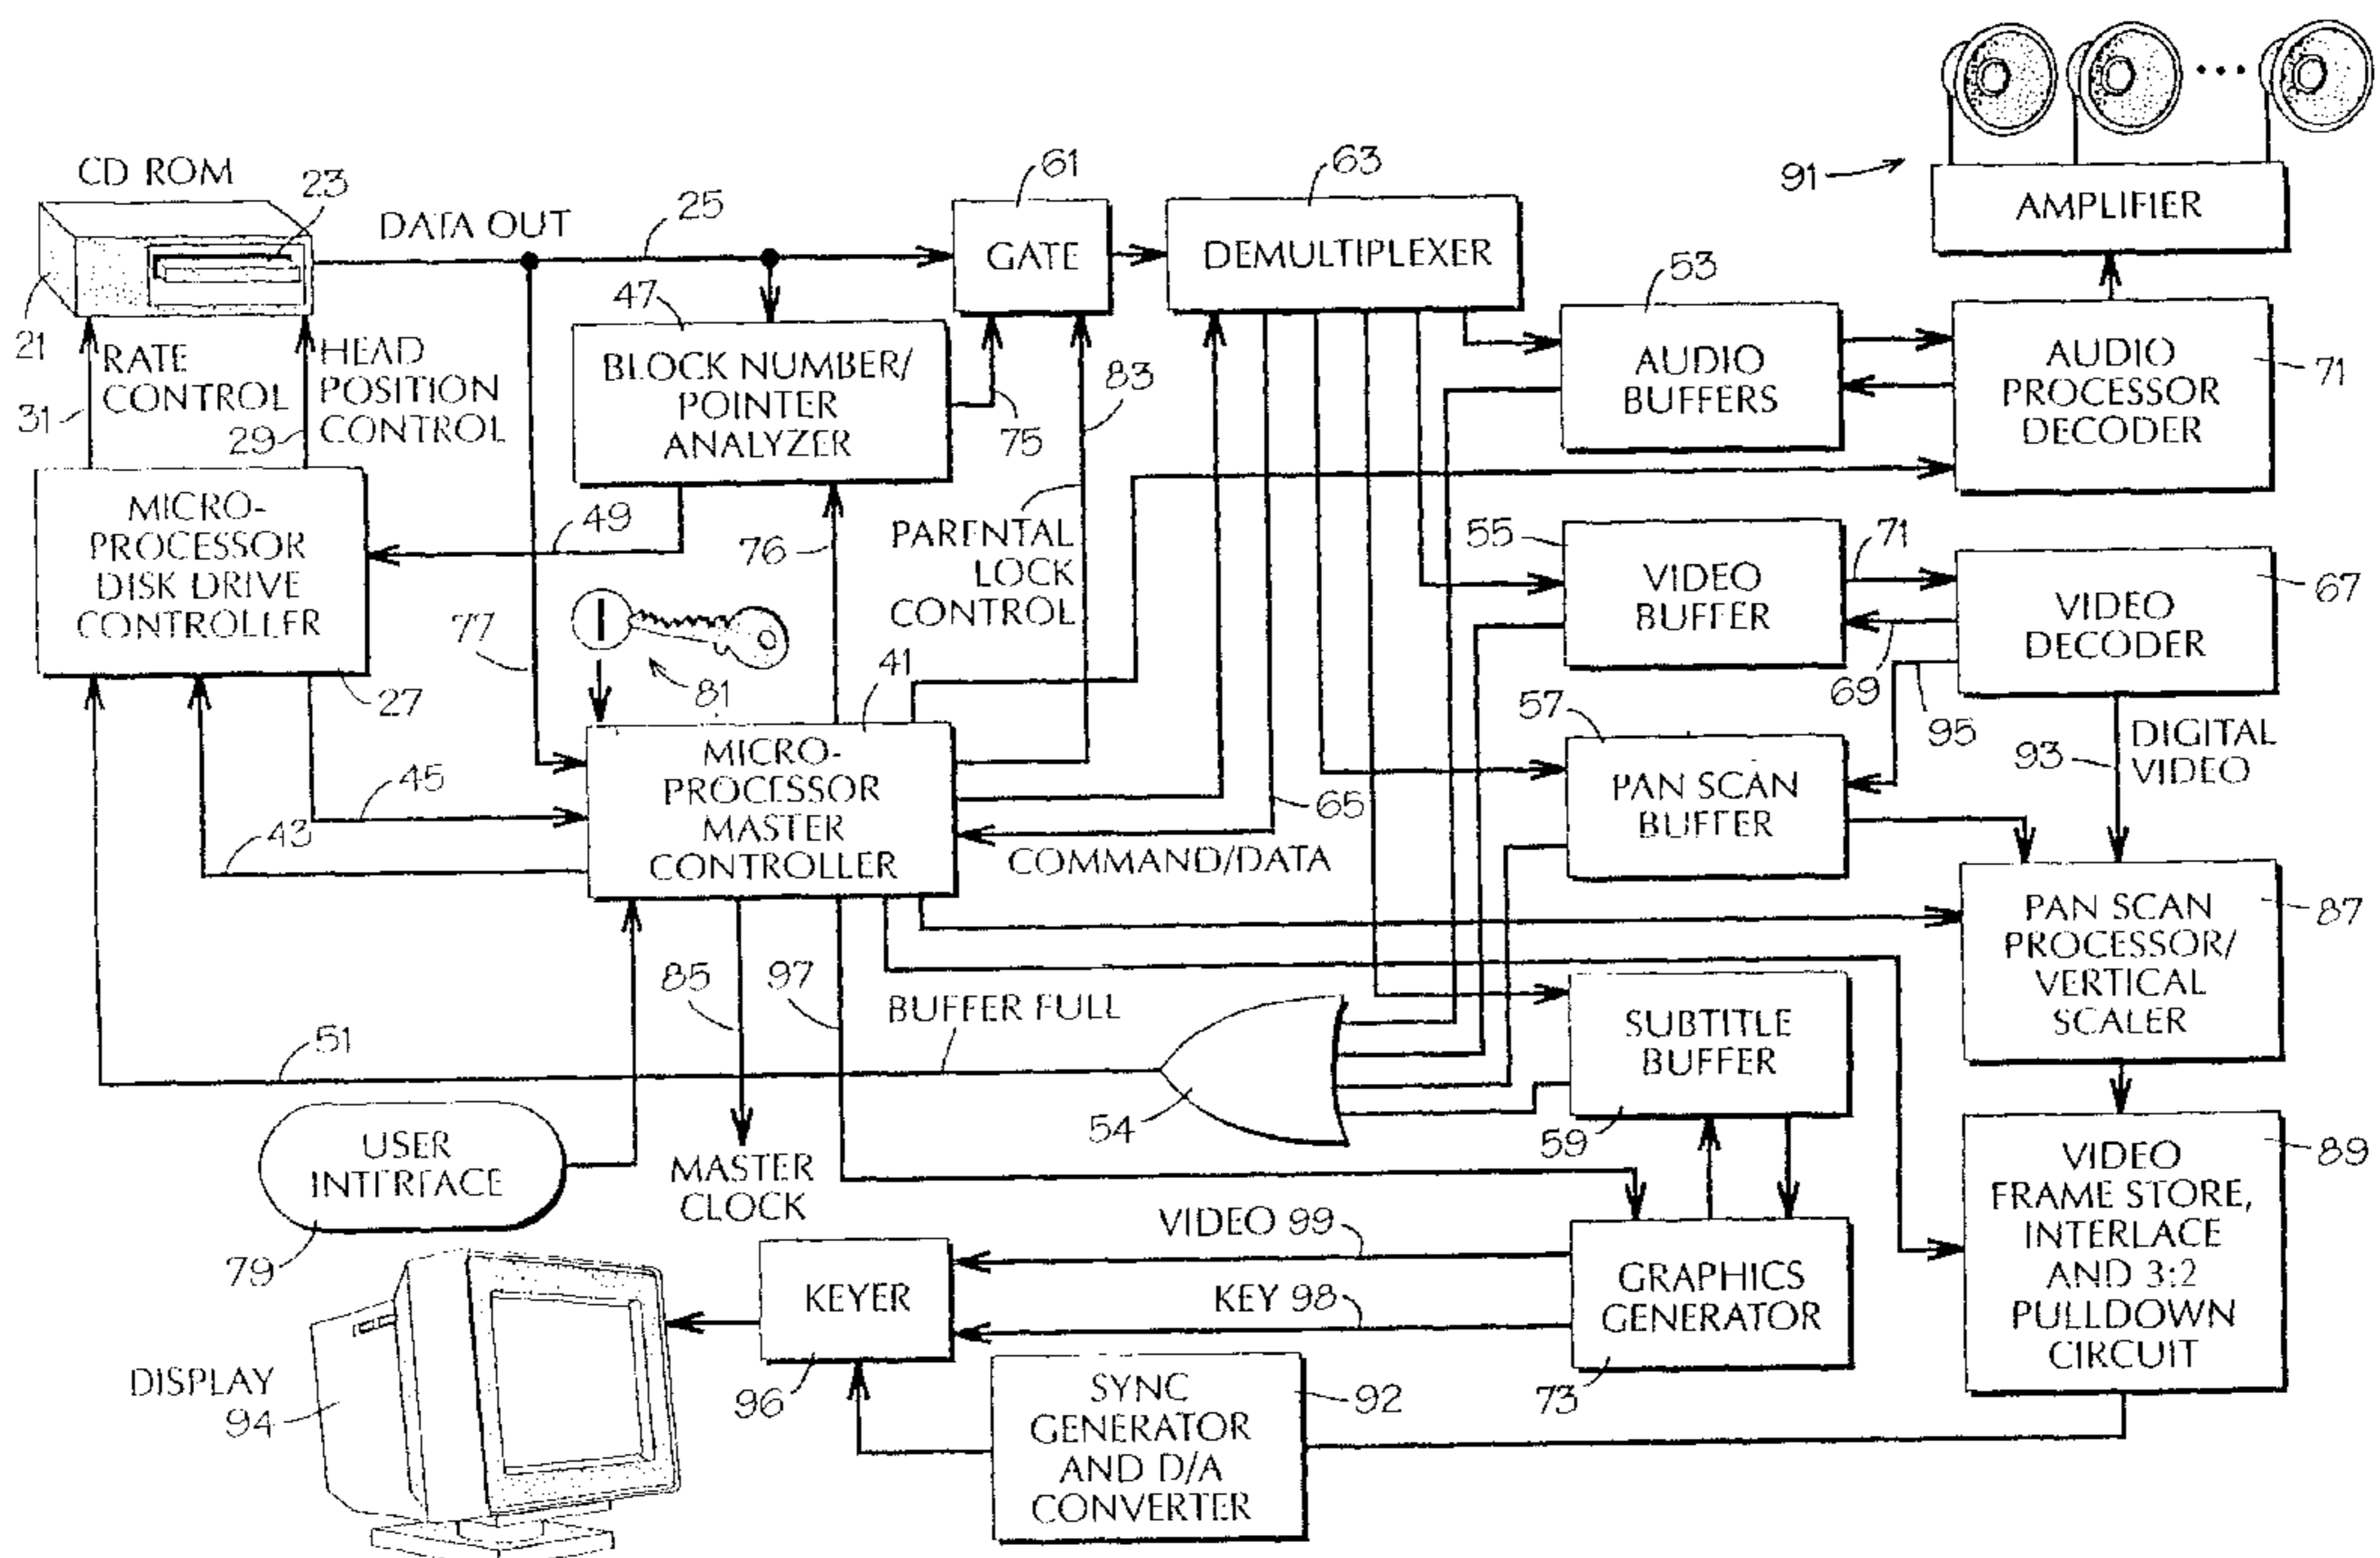 CD ROM
23
DATA OUT
25
61
GATE
63
DEMULTIPLEXER
91
AMPLIFIER
21
RATE
CONTROL
31
HEAD
POSITION
CONTROL
29
47
BLOCK NUMBER/
POINTER
ANALYZER
75
83
53
AUDIO
BUFFERS
AUDIO
PROCESSOR
DECODER
71
MICRO-
PROCESSOR
DISK DRIVE
CONTROLLER
27
49
76
PARENTAL
LOCK
CONTROL
77
81
41
55
VIDEO
BUFFER
71
69
VIDEO
DECODER
67
95
57
PAN SCAN
BUFFER
93
DIGITAL
VIDEO
45
43
MICRO-
PROCESSOR
MASTER
CONTROLLER
65
COMMAND/DATA
PAN SCAN
PROCESSOR/
VERTICAL
SCALER
87
85
97
BUFFER FULL
51
54
SUBTITLE
BUFFER
59
USER
INTERFACE
79
MASTER
CLOCK
VIDEO 99
KEY 98
KEYER
96
GRAPHICS
GENERATOR
73
VIDEO
FRAME STORE,
INTERLACE
AND 3:2
PULLDOWN
CIRCUIT
89
DISPLAY
94
SYNC
GENERATOR
AND D/A
CONVERTER
92